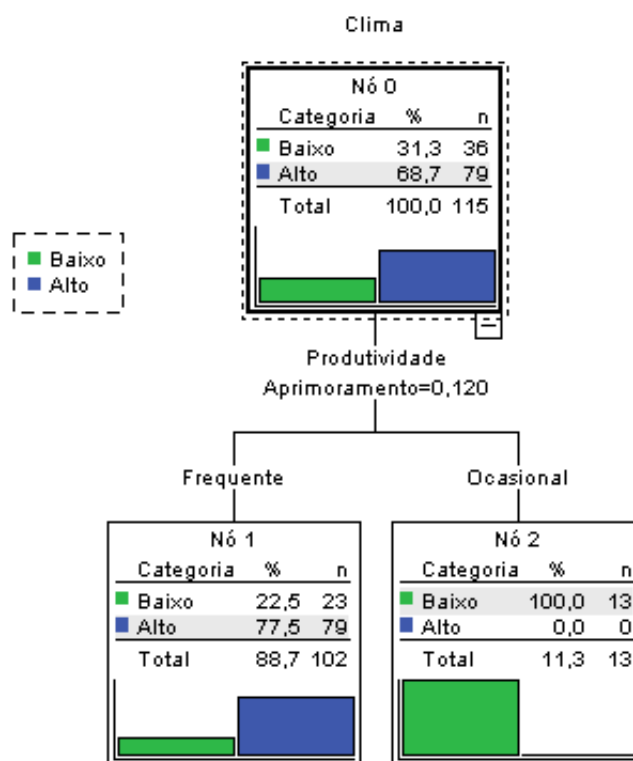 Clima
Nó 0
Categoria % n
Baixo 31,3 36
Alto 68,7 79
Total 100,0 115
Baixo
Alto
Produtividade
Aprimoramento=0,120
Frequente
Ocasional
Nó 1
Categoria % n
Baixo 22,5 23
Alto 77,5 79
Total 88,7 102
Nó 2
Categoria % n
Baixo 100,0 13
Alto 0,0 0
Total 11,3 13